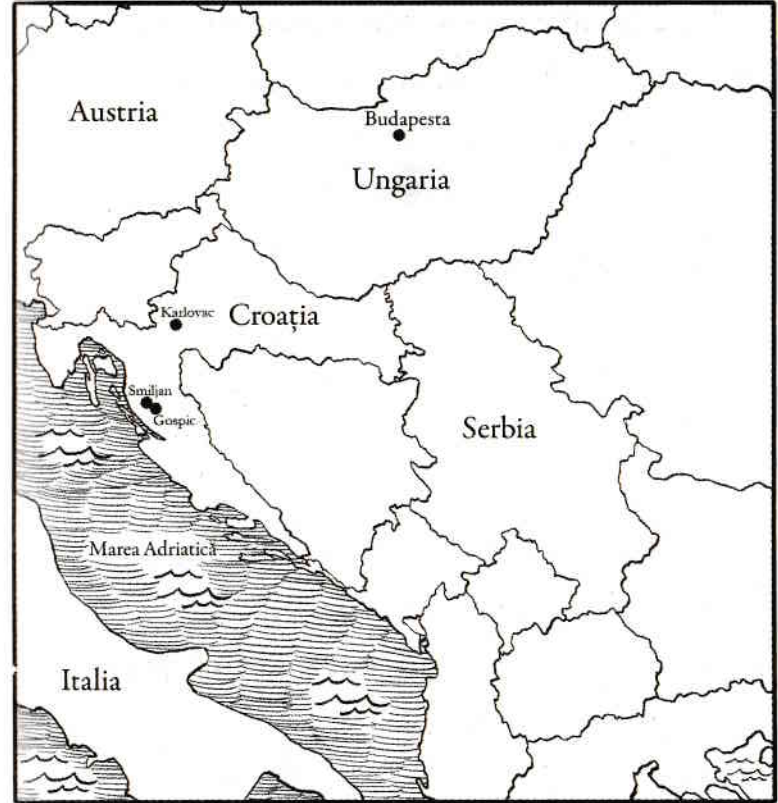 Austria
Budapesta
Ungaria
Karlovac
Croația
Smiljan
Gospic
Serbia
Marea Adriatică
Italia